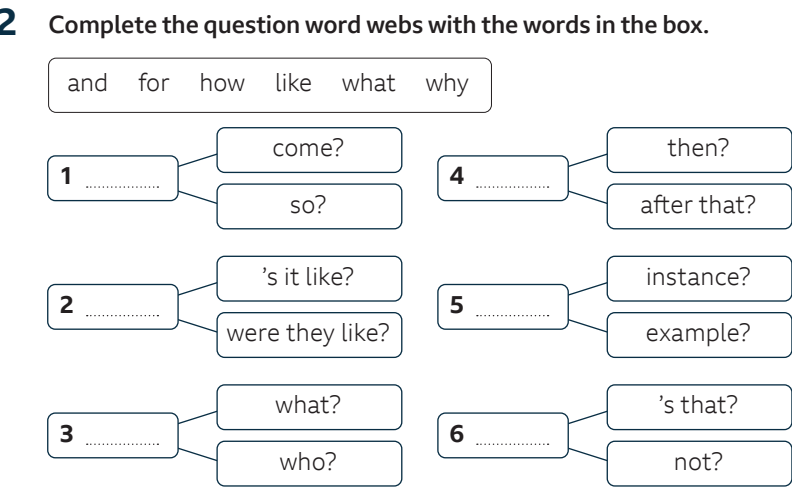 2 Complete the question word webs with the words in the box.
and for how like what why
1 ..................
come?
so?
2 ..................
's it like?
were they like?
3 ..................
what?
who?
4 ..................
then?
after that?
5 ..................
instance?
example?
6 ..................
's that?
not?